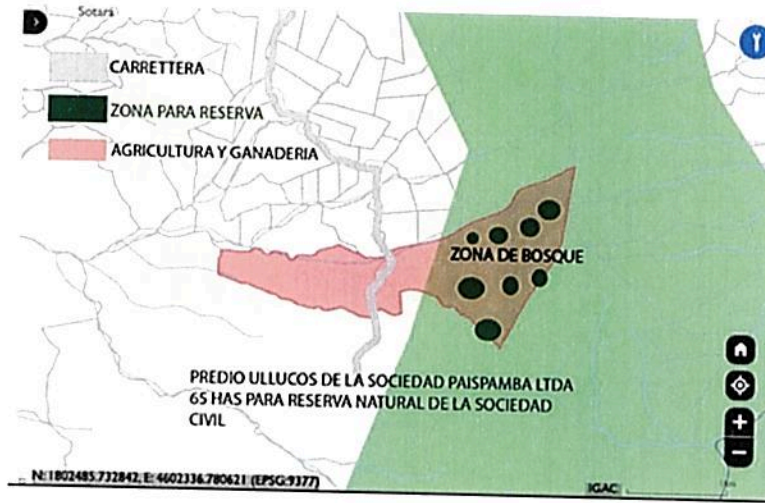 Sotará
CARRETTERA
ZONA PARA RESERVA
AGRICULTURA Y GANADERIA
ZONA DE BOSQUE
PREDIO ULLUCOS DE LA SOCIEDAD PAISPAMBA LTDA
65 HAS PARA RESERVA NATURAL DE LA SOCIEDAD
CIVIL
N: 1802485.732842, E: 4602336.780621 (EPSG:9377)
IGAC